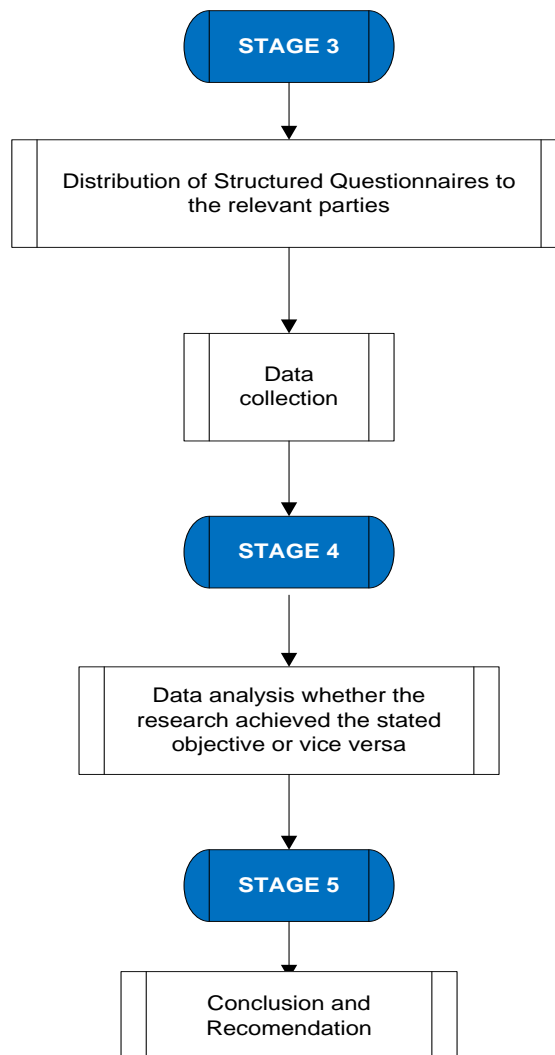 STAGE 3
Distribution of Structured Questionnaires to
the relevant parties
Data
collection
STAGE 4
Data analysis whether the
research achieved the stated
objective or vice versa
STAGE 5
Conclusion and
Recomendation